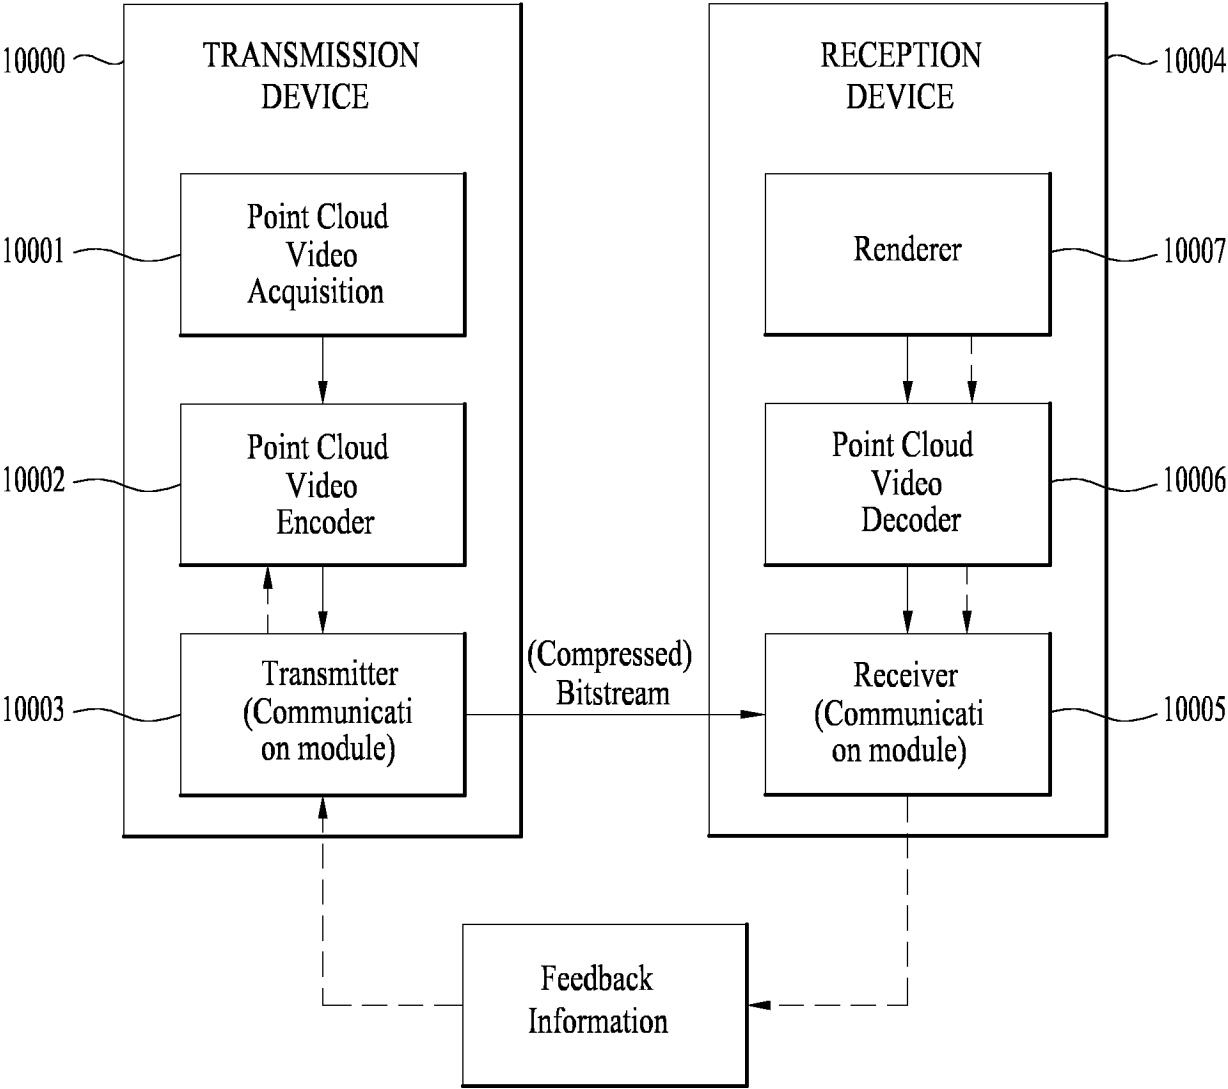 10000
TRANSMISSION
DEVICE
10001
Point Cloud
Video
Acquisition
10002
Point Cloud
Video
Encoder
10003
Transmitter
(Communicati
on module)
(Compressed)
Bitstream
RECEPTION
DEVICE
10004
Renderer
10007
Point Cloud
Video
Decoder
10006
Receiver
(Communicati
on module)
10005
Feedback
Information